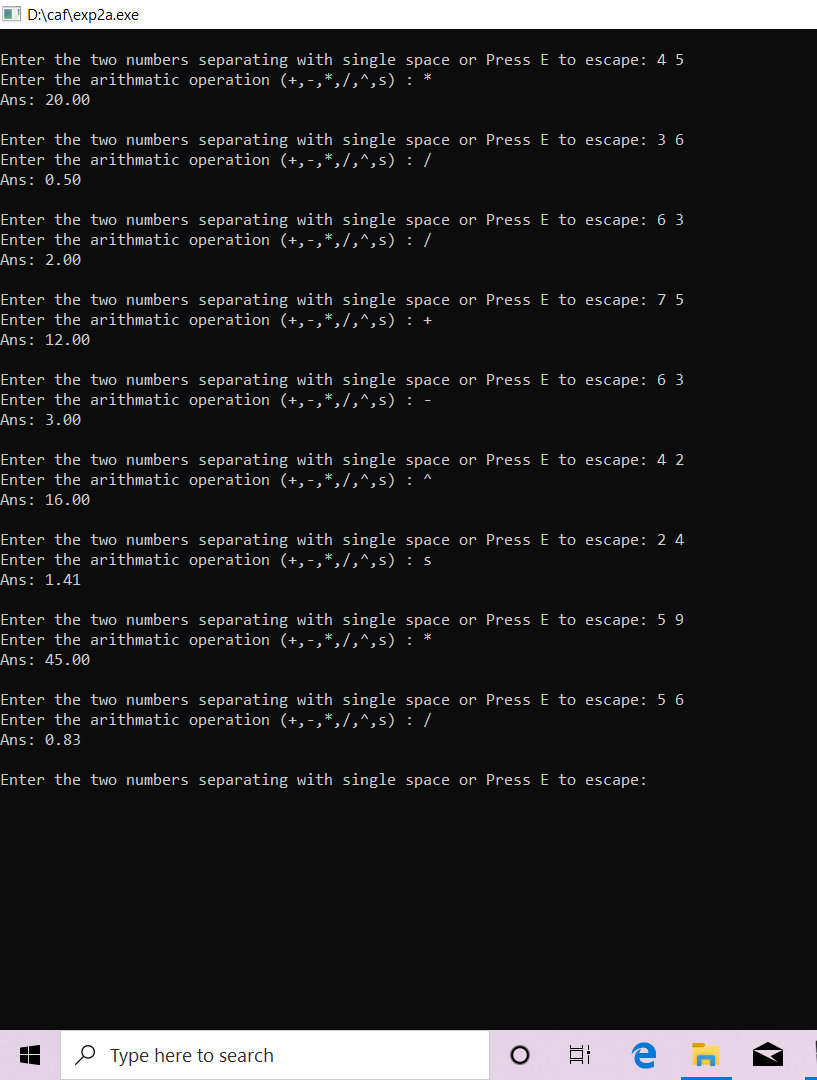 D:\caf\exp2a.exe
Enter the two numbers separating with single space or Press E to escape: 4 5
Enter the arithmatic operation (+,-,*,/,^,s) : *
Ans: 20.00
Enter the two numbers separating with single space or Press E to escape: 3 6
Enter the arithmatic operation (+,-,*,/,^,s) : /
Ans: 0.50
Enter the two numbers separating with single space or Press E to escape: 6 3
Enter the arithmatic operation (+,-,*,/,^,s) : /
Ans: 2.00
Enter the two numbers separating with single space or Press E to escape: 7 5
Enter the arithmatic operation (+,-,*,/,^,s) : +
Ans: 12.00
Enter the two numbers separating with single space or Press E to escape: 6 3
Enter the arithmatic operation (+,-,*,/,^,s) : -
Ans: 3.00
Enter the two numbers separating with single space or Press E to escape: 4 2
Enter the arithmatic operation (+,-,*,/,^,s) : ^
Ans: 16.00
Enter the two numbers separating with single space or Press E to escape: 2 4
Enter the arithmatic operation (+,-,*,/,^,s) : s
Ans: 1.41
Enter the two numbers separating with single space or Press E to escape: 5 9
Enter the arithmatic operation (+,-,*,/,^,s) : *
Ans: 45.00
Enter the two numbers separating with single space or Press E to escape: 5 6
Enter the arithmatic operation (+,-,*,/,^,s) : /
Ans: 0.83
Enter the two numbers separating with single space or Press E to escape:
Type here to search